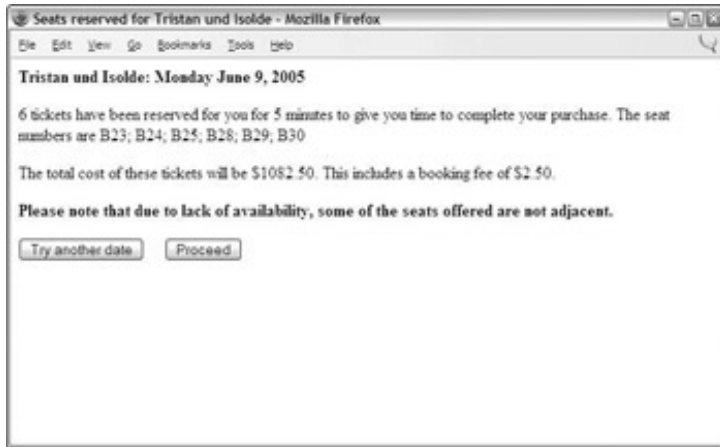 Seats reserved for Tristan und Isolde - Mozilla Firefox
File Edit View Go Bookmarks Tools Help
Tristan und Isolde: Monday June 9, 2005
6 tickets have been reserved for you for 5 minutes to give you time to complete your purchase. The seat
numbers are B23; B24; B25; B28; B29; B30
The total cost of these tickets will be $1082.50. This includes a booking fee of $2.50.
Please note that due to lack of availability, some of the seats offered are not adjacent.
Try another date Proceed